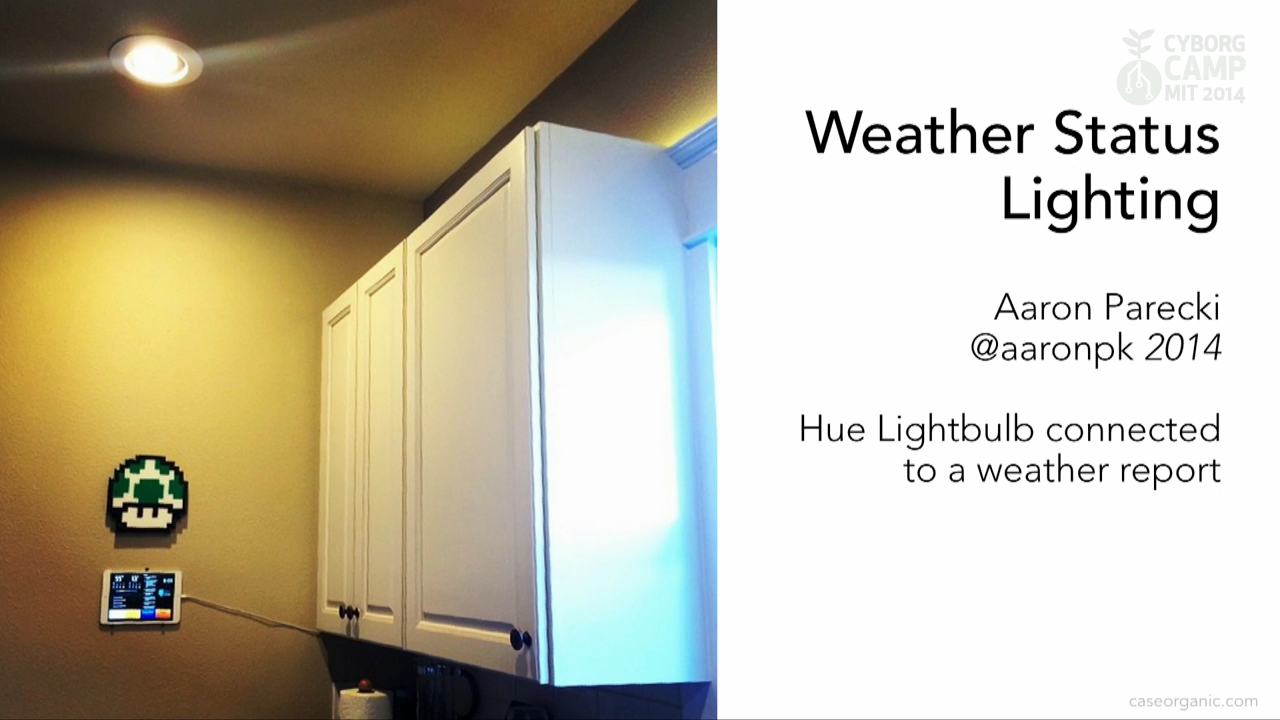 CYBORG
CAMP
MIT 2014
Weather Status
Lighting
Aaron Parecki
@aaronpk 2014
Hue Lightbulb connected
to a weather report
caseorganic.com